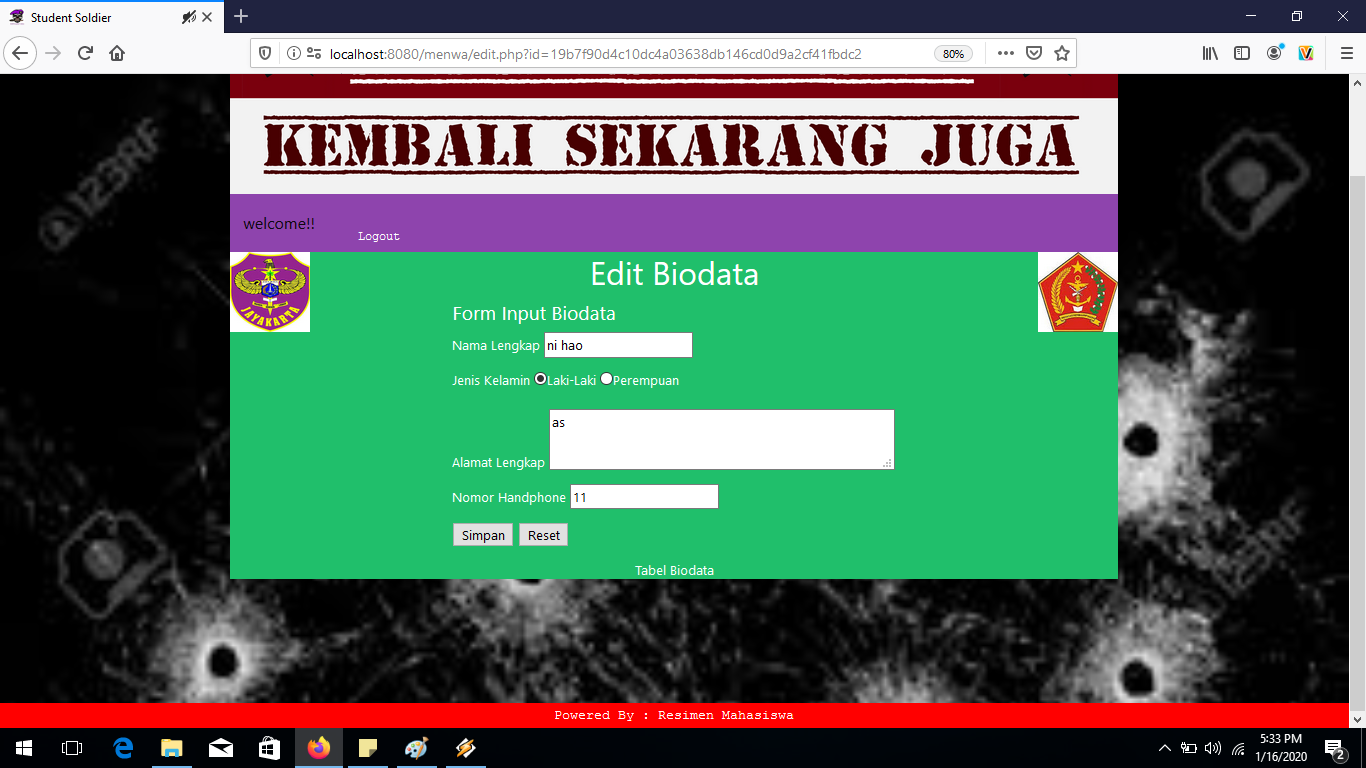 Student Soldier
localhost:8080/menwa/edit.php?id=19b7f90d4c10dc4a03638db146cd0d9a2cf41fbdc2
80%
KEMBALI SEKARANG JUGA
welcome!!
Logout
JAYAKARTA
Edit Biodata
Form Input Biodata
Nama Lengkap ni hao
Jenis Kelamin Laki-Laki Perempuan
as
Alamat Lengkap
Nomor Handphone 11
Simpan Reset
Tabel Biodata
123RF
123RF
Powered By : Resimen Mahasiswa
5:33 PM
1/16/2020
2